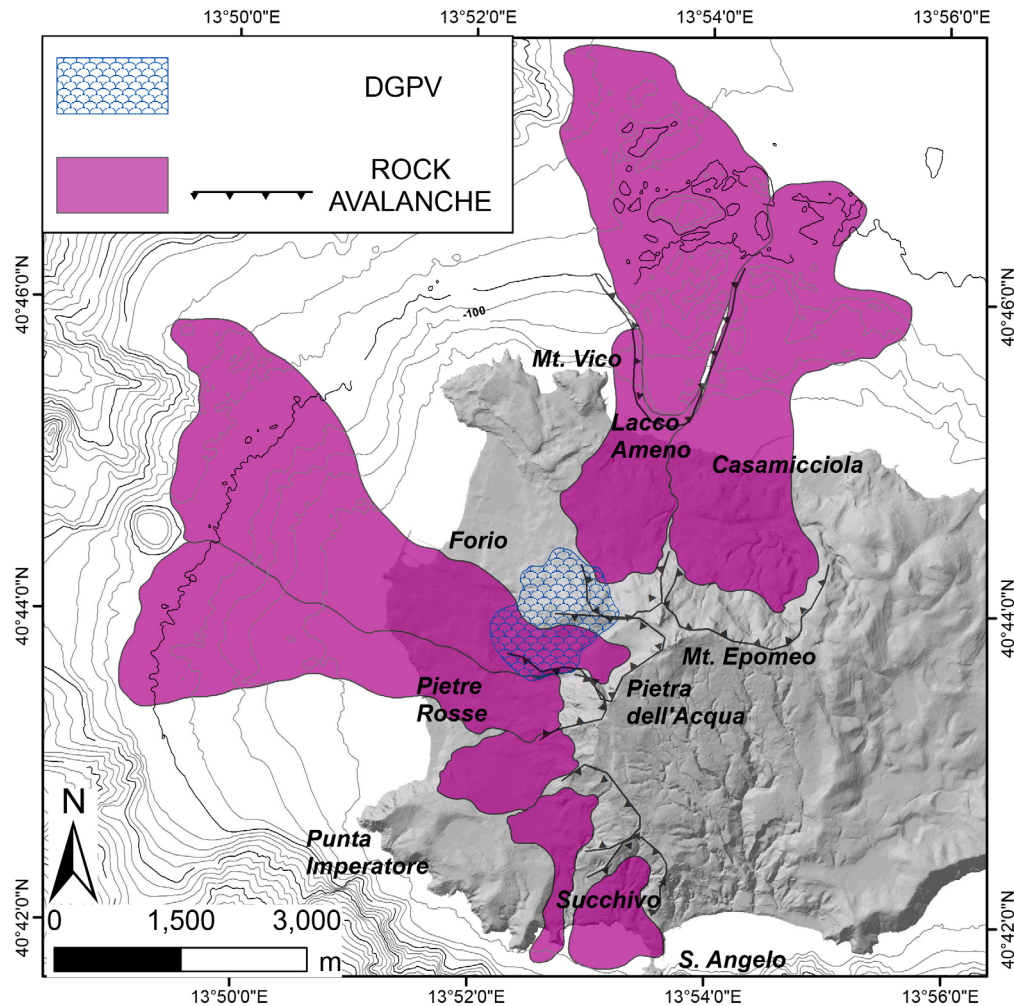 13°50'0"E
13°52'0"E
13°54'0"E
13°56'0"E
DGPV
ROCK
AVALANCHE
40°46'0"N
40°46'0"N
-100
Mt. Vico
Lacco
Ameno
Casamicciola
Forio
40°44'0"N
40°44'0"N
Mt. Epomeo
Pietre
Rosse
Pietra
dell'Acqua
N
Punta
Imperatore
Succhivo
40°42'0"N
40°42'0"N
0 1,500 3,000
m
S. Angelo
13°50'0"E
13°52'0"E
13°54'0"E
13°56'0"E